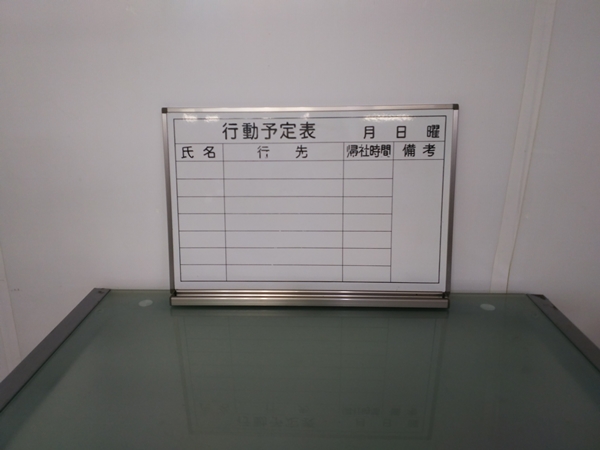 行動予定表 月 日 曜
氏名 行先 帰社時間 備考